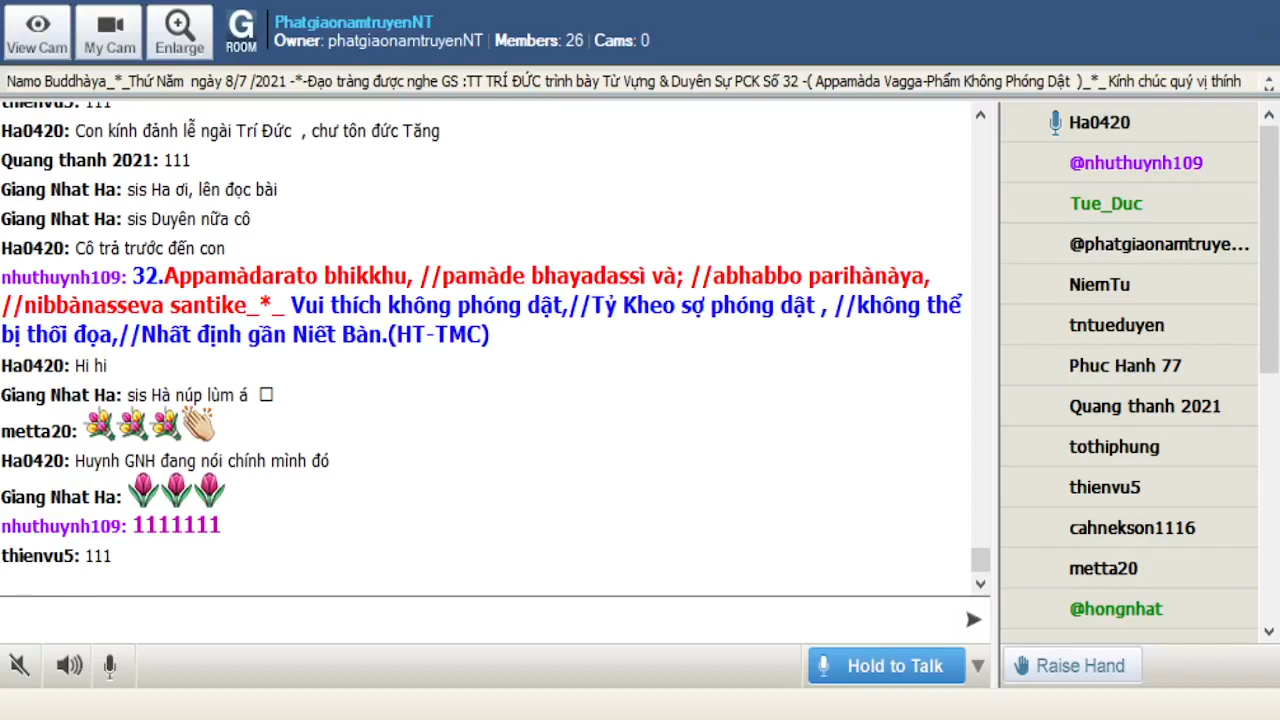 View Cam
My Cam
Enlarge
G
ROOM
PhatgiaonamtruyenNT
Owner: phatgiaonamtruyenNT | Members: 26 | Cams: 0
Namo Buddhàya_*_Thứ Năm ngày 8/7 /2021 -*-Đạo tràng được nghe GS :TT TRÍ ĐỨC trình bày Từ Vựng & Duyên Sự PCK Số 32 -( Appamàda Vagga-Phẩm Không Phóng Dật )_*_ Kính chúc quý vị thính
thienvu5: 111
Ha0420: Con kính đảnh lễ ngài Trí Đức , chư tôn đức Tăng
Quang thanh 2021: 111
Giang Nhat Ha: sis Ha ơi, lên đọc bài
Giang Nhat Ha: sis Duyên nữa cô
Ha0420: Cô trả trước đến con
nhuthuynh109: 32.Appamàdarato bhikkhu, //pamàde bhayadassì và; //abhabbo parihànàya,
//nibbànasseva santike_*_ Vui thích không phóng dật,//Tỷ Kheo sợ phóng dật , //không thể
bị thối đọa,//Nhất định gần Niết Bàn.(HT-TMC)
Ha0420: Hi hi
Giang Nhat Ha: sis Hà núp lùm á
metta20:
Ha0420: Huynh GNH đang nói chính mình đó
Giang Nhat Ha:
nhuthuynh109: 1111111
thienvu5: 111
Hold to Talk
Ha0420
@nhuthuynh109
Tue_Duc
@phatgiaonamtruye...
NiemTu
tntueduyen
Phuc Hanh 77
Quang thanh 2021
tothiphung
thienvu5
cahnekson1116
metta20
@hongnhat
Raise Hand